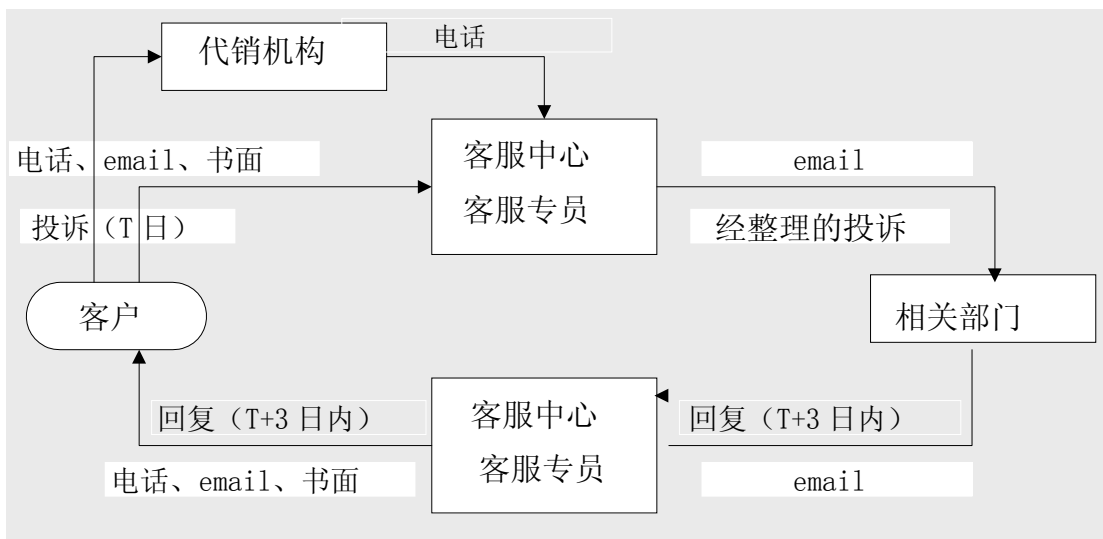 代销机构
电话
客服中心
客服专员
电话、email、书面
email
投诉（T 日）
经整理的投诉
客户
相关部门
客服中心
客服专员
回复（T+3 日内）
回复（T+3 日内）
电话、email、书面
email